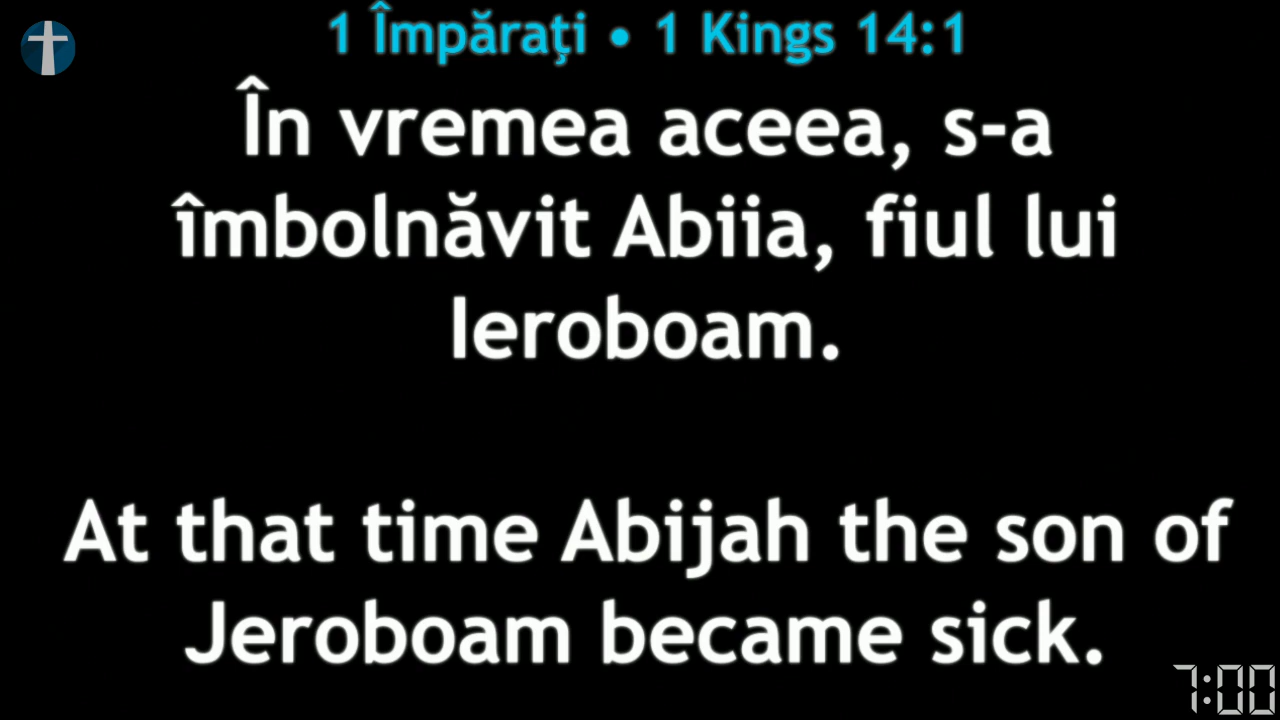 1 Împăraţi • 1 Kings 14:1
În vremea aceea, s-a
îmbolnăvit Abiia, fiul lui
Ieroboam.
At that time Abijah the son of
Jeroboam became sick.
7:00